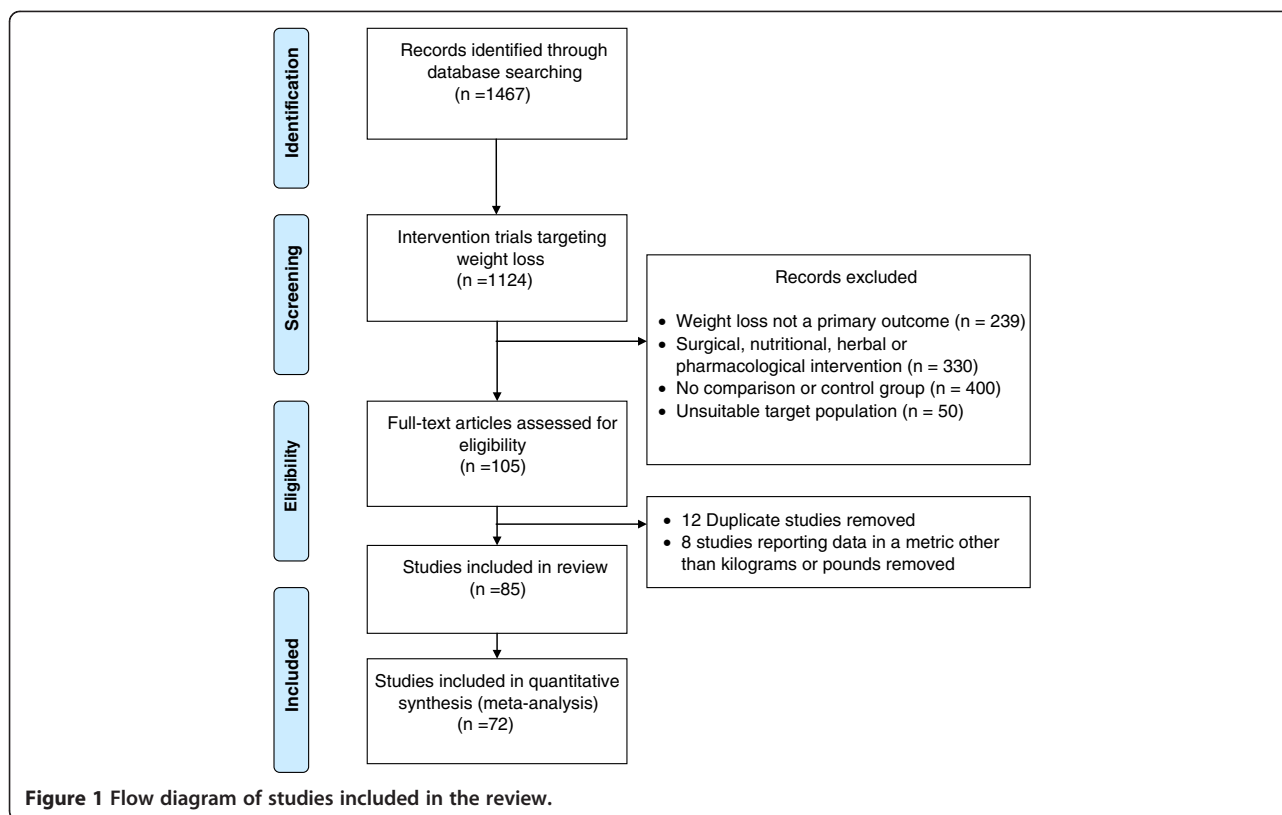 Identification
Records identified through
database searching
(n =1467)
Screening
Intervention trials targeting
weight loss
(n =1124)
Records excluded
• Weight loss not a primary outcome (n = 239)
• Surgical, nutritional, herbal or
pharmacological intervention (n = 330)
• No comparison or control group (n = 400)
• Unsuitable target population (n = 50)
Eligibility
Full-text articles assessed for
eligibility
(n =105)
• 12 Duplicate studies removed
• 8 studies reporting data in a metric other
than kilograms or pounds removed
Studies included in review
(n =85)
Included
Studies included in quantitative
synthesis (meta-analysis)
(n =72)
Figure 1 Flow diagram of studies included in the review.